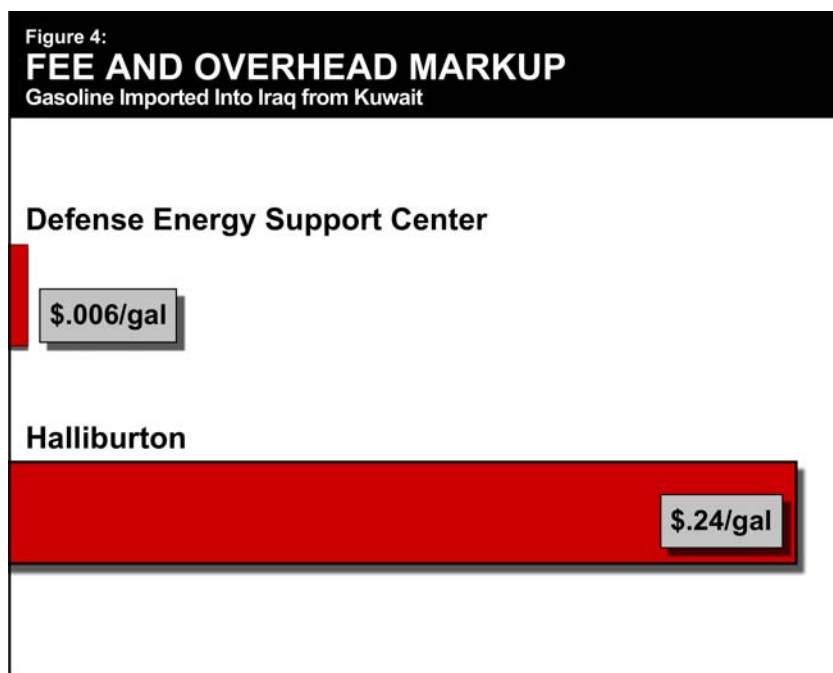 Figure 4:
FEE AND OVERHEAD MARKUP
Gasoline Imported Into Iraq from Kuwait
Defense Energy Support Center
$.006/gal
Halliburton
$.24/gal